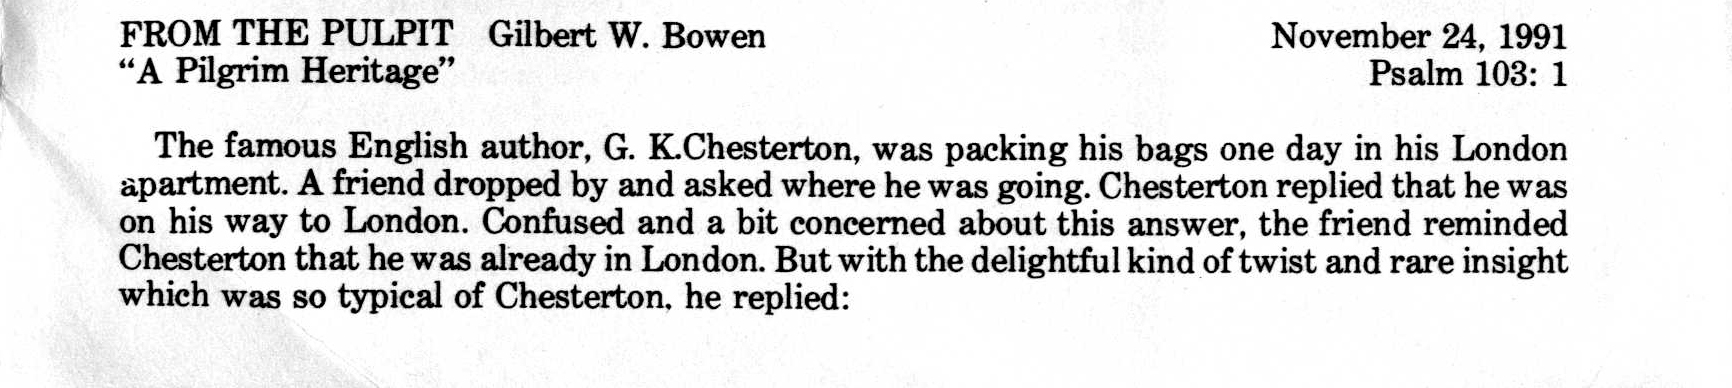 FROM THE PULPIT Gilbert W. Bowen November 24, 1991
“A Pilgrim Heritage” Psalm 103: 1
The famous English author, G. K.Chesterton, was packing his bags one day in his London
apartment. A friend dropped by and asked where he was going. Chesterton replied that he was
on his way to London. Confused and a bit concerned about this answer, the friend reminded
Chesterton that he was already in London. But with the delightful kind of twist and rare insight
which was so typical of Chesterton, he replied: